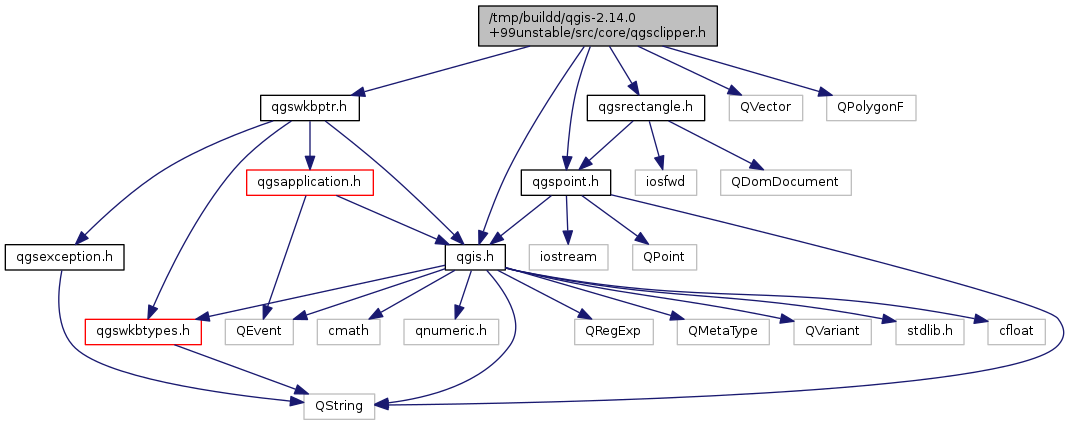 /tmp/buildd/qgis-2.14.0
+99unstable/src/core/qgsclipper.h
qgswkbptr.h
qgsrectangle.h
QVector
QPolygonF
qgsapplication.h
qgspoint.h
iosfwd
QDomDocument
qgsexception.h
qgis.h
iostream
QPoint
qgswkbtypes.h
QEvent
cmath
qnumeric.h
QRegExp
QMetaType
QVariant
stdlib.h
cfloat
QString